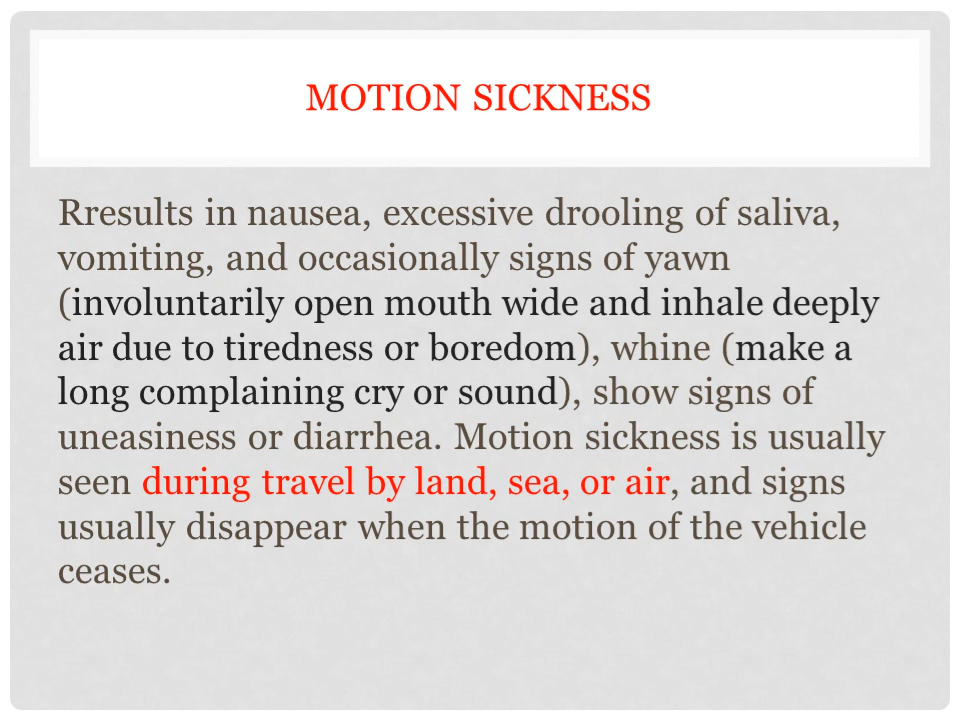 MOTION SICKNESS
Rresults in nausea, excessive drooling of saliva,
vomiting, and occasionally signs of yawn
(involuntarily open mouth wide and inhale deeply
air due to tiredness or boredom), whine (make a
long complaining cry or sound), show signs of
uneasiness or diarrhea. Motion sickness is usually
seen during travel by land, sea, or air, and signs
usually disappear when the motion of the vehicle
ceases.